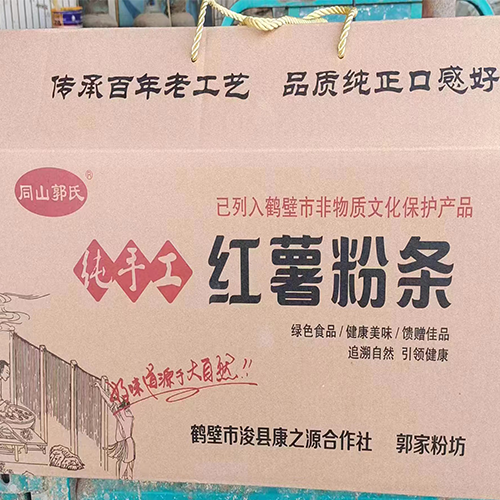 传承百年老工艺 品质纯正口感好
同山郭氏®
已列入鹤壁市非物质文化保护产品
纯手工 红薯粉条
绿色食品/健康美味/馈赠佳品
追溯自然 引领健康
好味道源于大自然!!
鹤壁市浚县康之源合作社 郭家粉坊